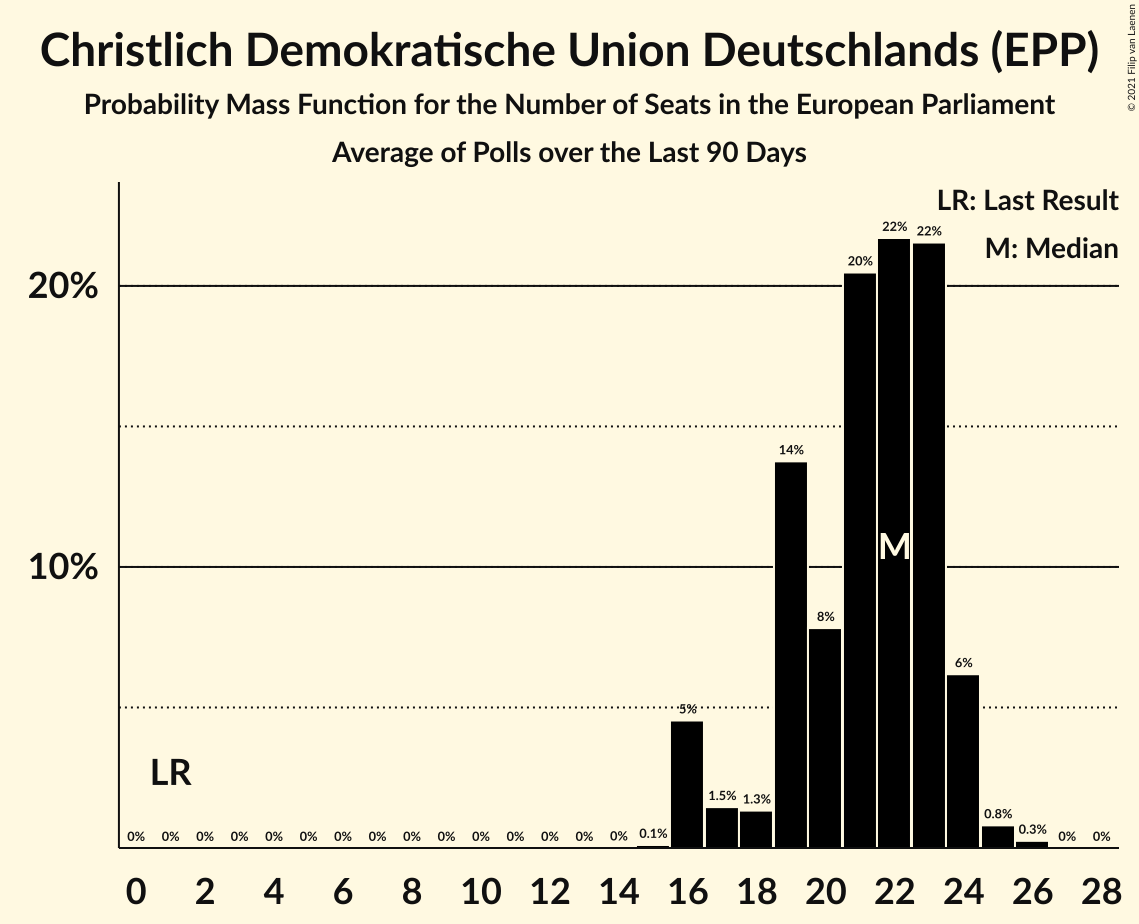 Christlich Demokratische Union Deutschlands (EPP)
Probability Mass Function for the Number of Seats in the European Parliament
Average of Polls over the Last 90 Days
© 2021 Filip van Laenen
LR: Last Result
M: Median
20%
10%
LR
M
0% 0% 0% 0% 0% 0% 0% 0% 0% 0% 0% 0% 0% 0% 0% 0.1% 5% 1.5% 1.3% 14% 8% 20% 22% 22% 6% 0.8% 0.3% 0% 0%
0 2 4 6 8 10 12 14 16 18 20 22 24 26 28